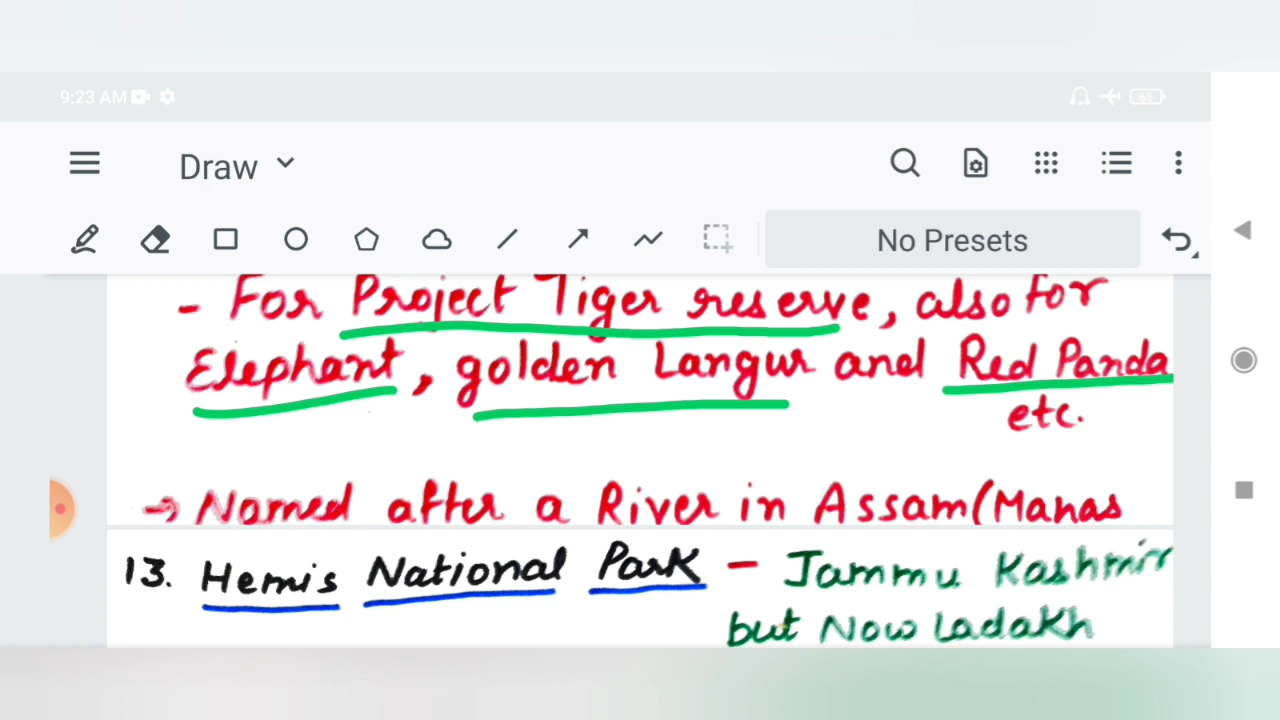 9:23 AM
65
Draw
No Presets
- For Project Tiger reserve, also for
Elephant, golden Langur and Red Panda
etc.
→ Named after a River in Assam(Manas
13. Hemis National Park - Jammu Kashmir
but Now Ladakh